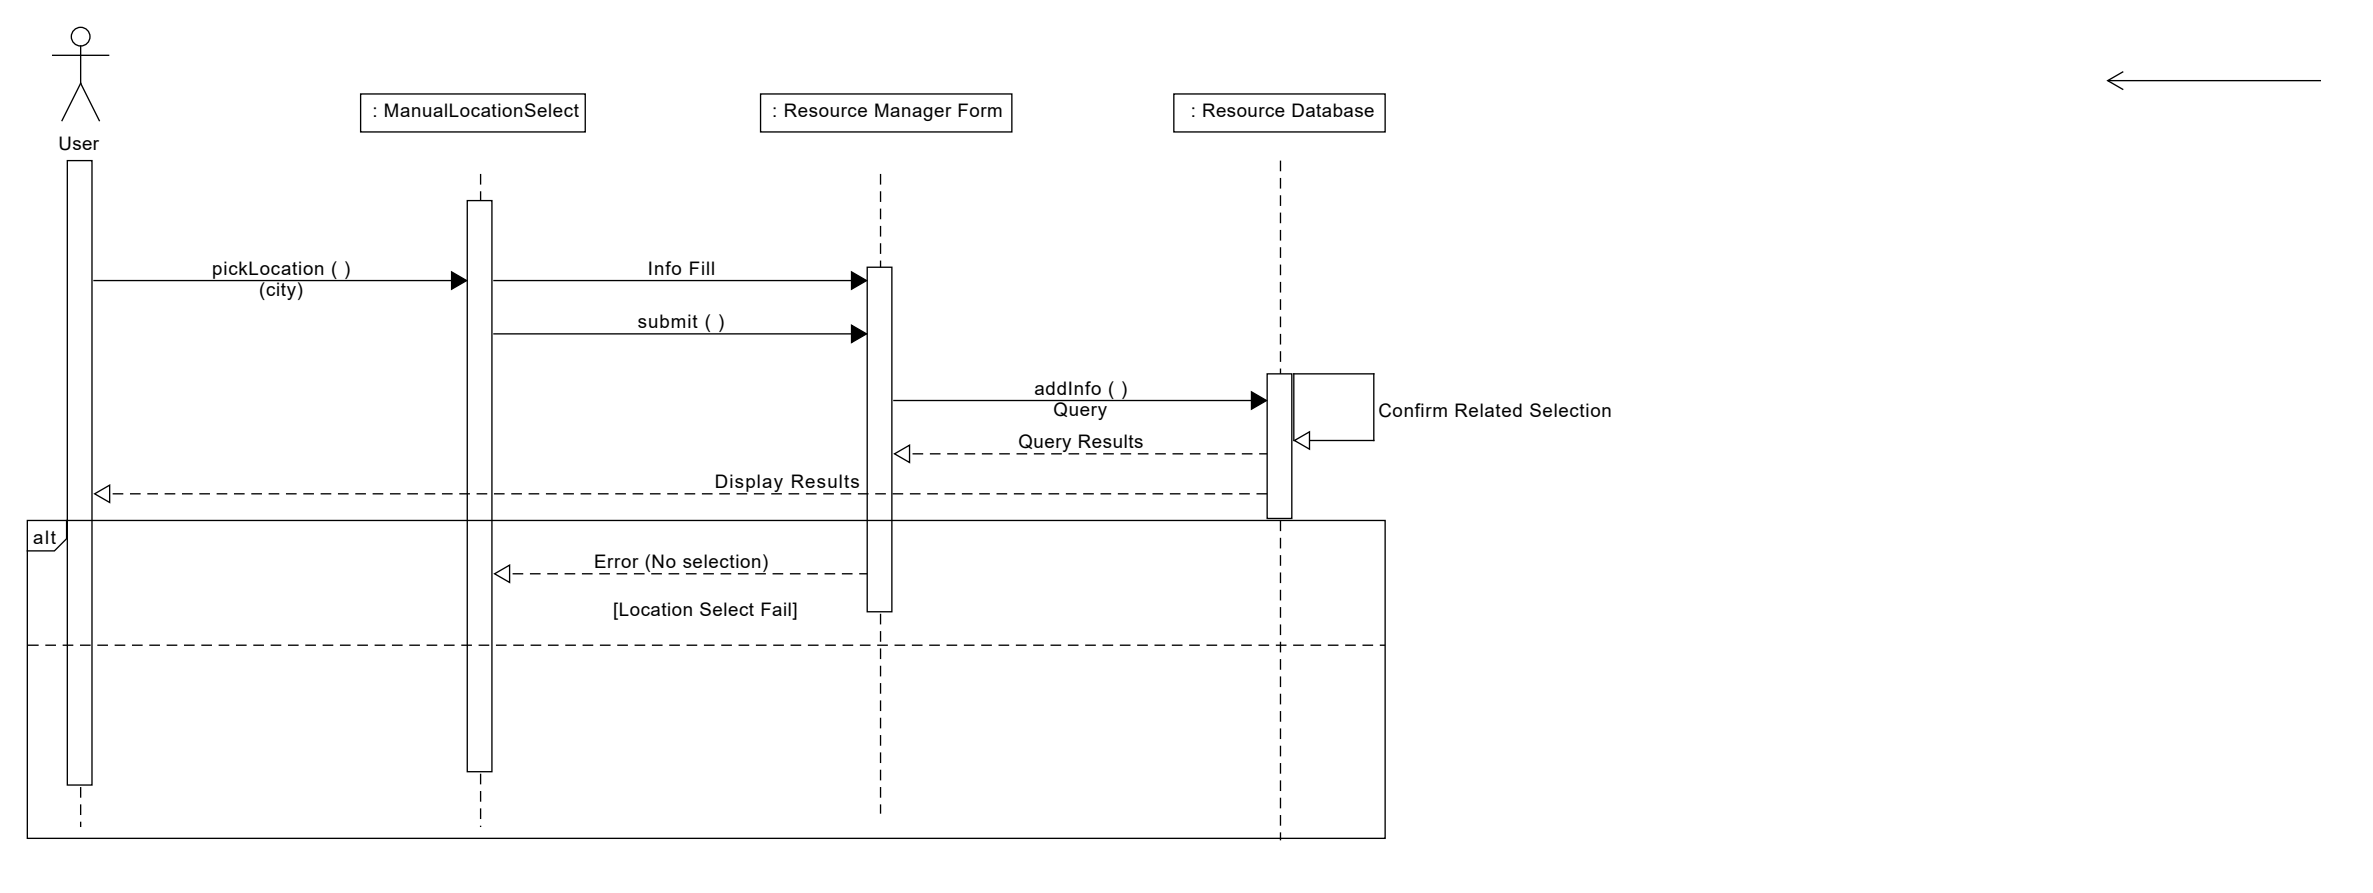 User
: ManualLocationSelect
: Resource Manager Form
: Resource Database
pickLocation ( )
(city)
Info Fill
submit ( )
addInfo ( )
Query
Confirm Related Selection
Query Results
Display Results
alt
Error (No selection)
[Location Select Fail]